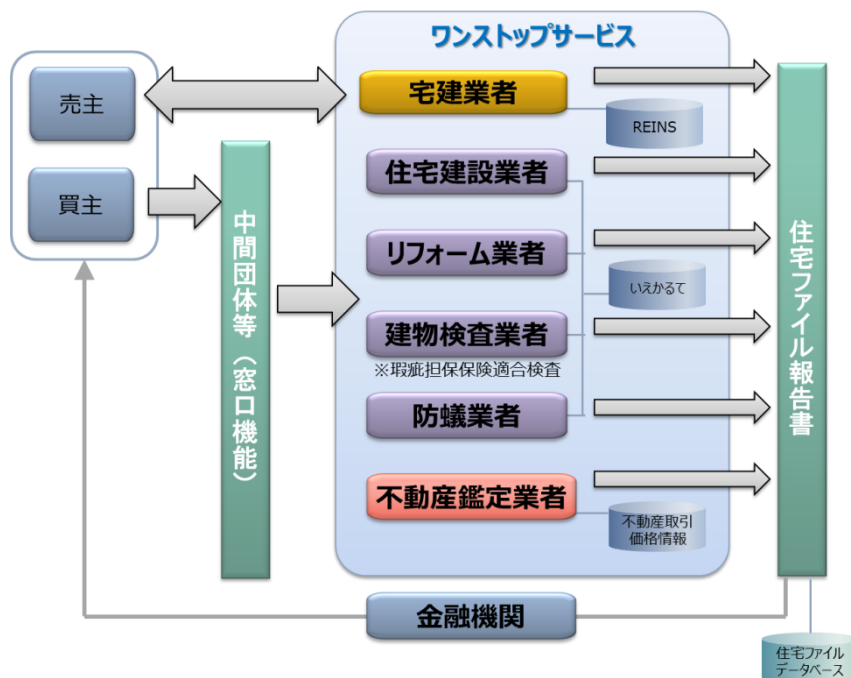 ワンストップサービス
売主
買主
宅建業者
REINS
住宅建設業者
リフォーム業者
いえかるて
建物検査業者
※瑕疵担保保険適合検査
防蟻業者
不動産鑑定業者
不動産取引
価格情報
中間団体等（窓口機能）
住宅ファイル報告書
金融機関
住宅ファイル
データベース